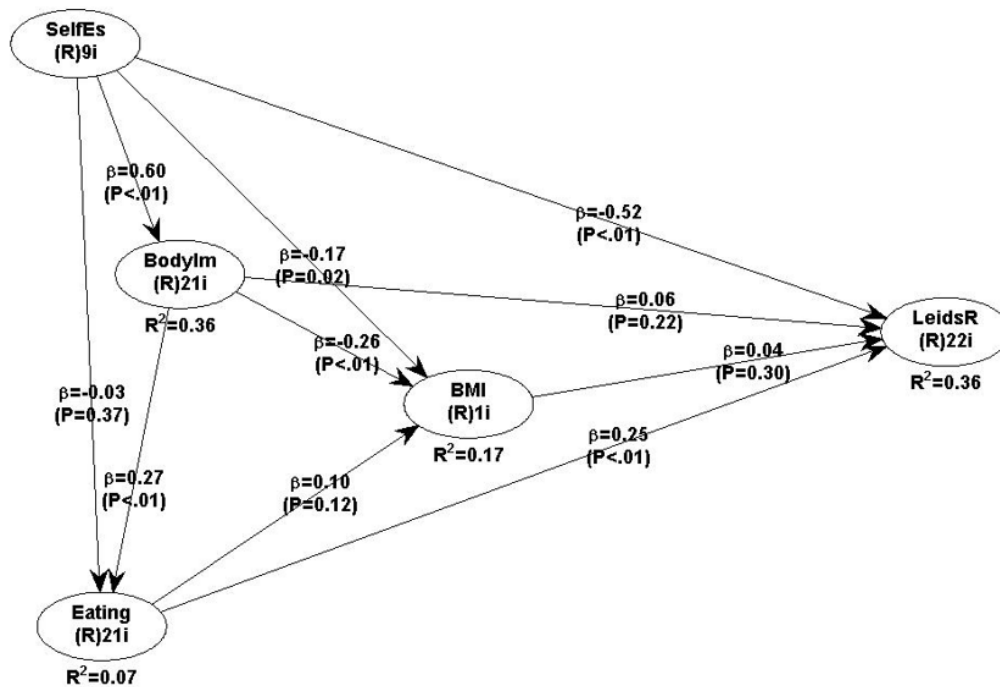 SelfEs
(R)9i
β=0.60
(P<.01)
β=-0.52
(P<.01)
β=-0.17
(P=0.02)
BodyIm
(R)21i
R²=0.36
β=0.06
(P=0.22)
LeidsR
(R)22i
R²=0.36
β=-0.26
(P<.01)
β=0.04
(P=0.30)
β=-0.03
(P=0.37)
BMI
(R)1i
R²=0.17
β=0.25
(P<.01)
β=0.27
(P<.01)
β=0.10
(P=0.12)
Eating
(R)21i
R²=0.07